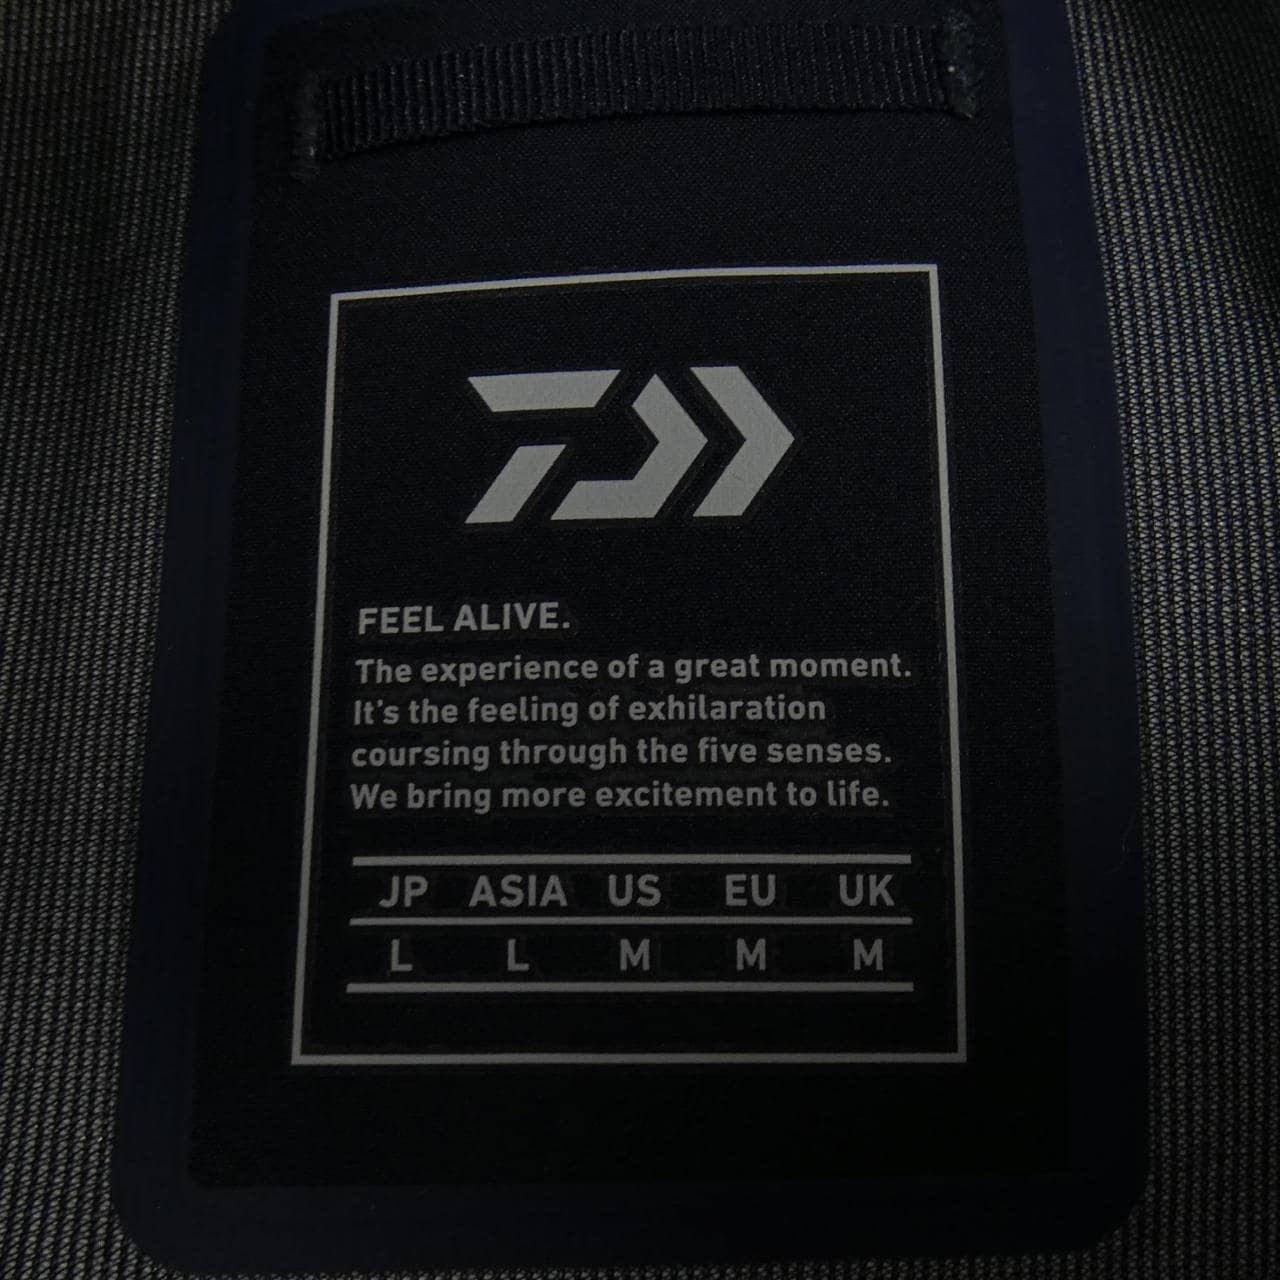 FEEL ALIVE.
The experience of a great moment.
It's the feeling of exhilaration
coursing through the five senses.
We bring more excitement to life.
JP ASIA US EU UK
L L M M M